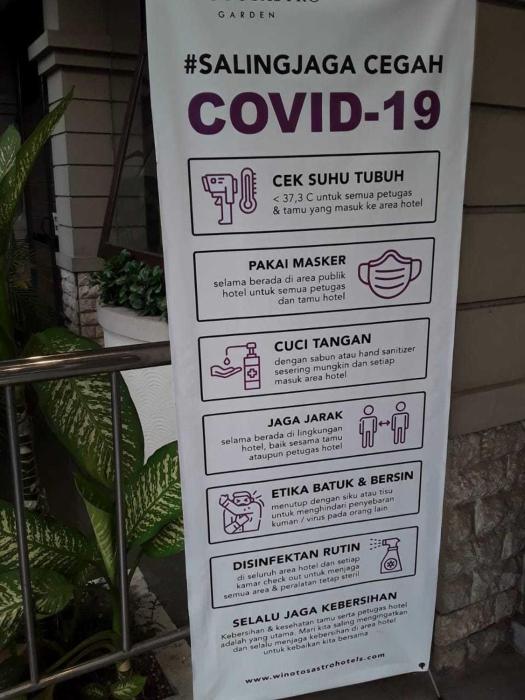 GARDEN
#SALINGJAGA CEGAH
COVID-19
CEK SUHU TUBUH
< 37,3 C untuk semua petugas
& tamu yang masuk ke area hotel
PAKAI MASKER
selama berada di area publik
hotel untuk semua petugas
dan tamu hotel
CUCI TANGAN
dengan sabun atau hand sanitizer
sesering mungkin dan setiap
masuk area hotel
JAGA JARAK
selama berada di lingkungan
hotel, baik sesama tamu
ataupun petugas hotel
ETIKA BATUK & BERSIN
menutup dengan siku atau tisu
untuk menghindari penyebaran
kuman / virus pada orang lain
DISINFEKTAN RUTIN
di seluruh area hotel dan setiap
kamar check out untuk menjaga
semua area & peralatan tetap steril
SELALU JAGA KEBERSIHAN
Kebersihan & kesehatan tamu serta petugas hotel
adalah yang utama. Mari kita saling mengingatkan
dan selalu menjaga kebersihan di area hotel
untuk kebaikan kita bersama
www.winotosastrohotels.com